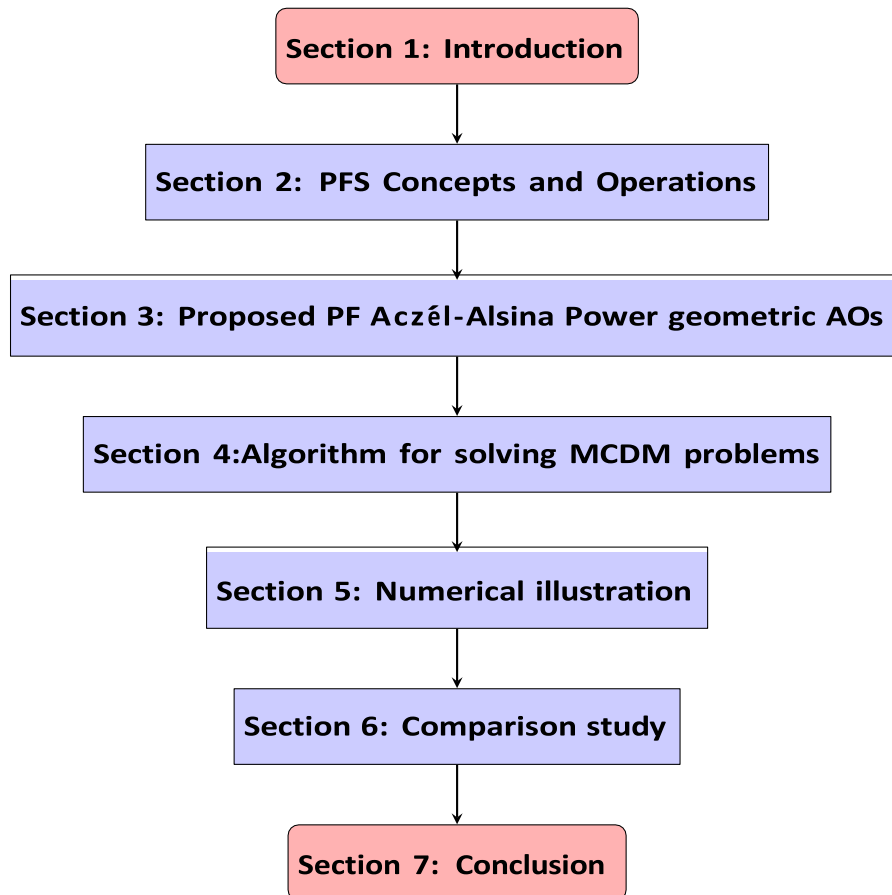 Section 1: Introduction
Section 2: PFS Concepts and Operations
Section 3: Proposed PF Aczél-Alsina Power geometric AOs
Section 4:Algorithm for solving MCDM problems
Section 5: Numerical illustration
Section 6: Comparison study
Section 7: Conclusion